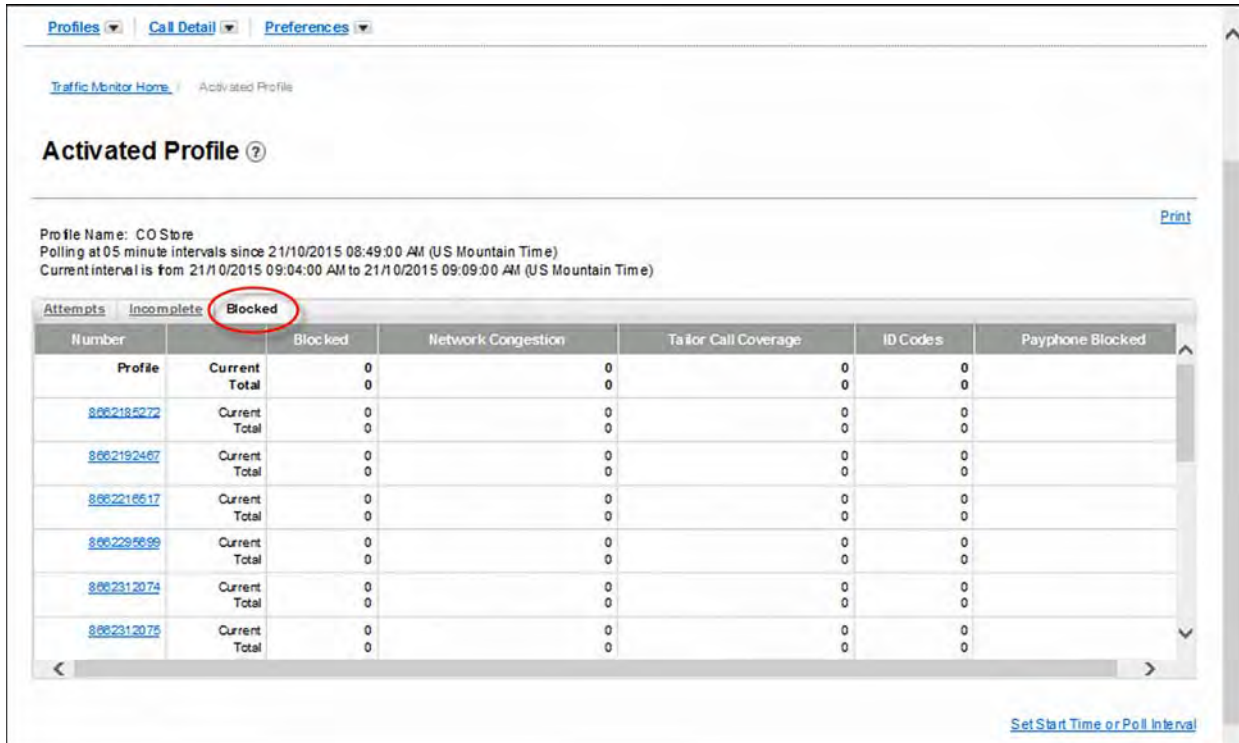 Profiles Call Detail Preferences
Traffic Monitor Home / Activated Profile
Activated Profile ?
Print
Profile Name: CO Store
Polling at 05 minute intervals since 21/10/2015 08:49:00 AM (US Mountain Time)
Current interval is from 21/10/2015 09:04:00 AM to 21/10/2015 09:09:00 AM (US Mountain Time)
Attempts Incomplete Blocked
Number Blocked Network Congestion Tailor Call Coverage ID Codes Payphone Blocked
Profile Current 0 0 0 0
Total 0 0 0 0
8662185272 Current 0 0 0 0
Total 0 0 0 0
8662192467 Current 0 0 0 0
Total 0 0 0 0
8662216517 Current 0 0 0 0
Total 0 0 0 0
8662295699 Current 0 0 0 0
Total 0 0 0 0
8662312074 Current 0 0 0 0
Total 0 0 0 0
8662312075 Current 0 0 0 0
Total 0 0 0 0
Set Start Time or Poll Interval